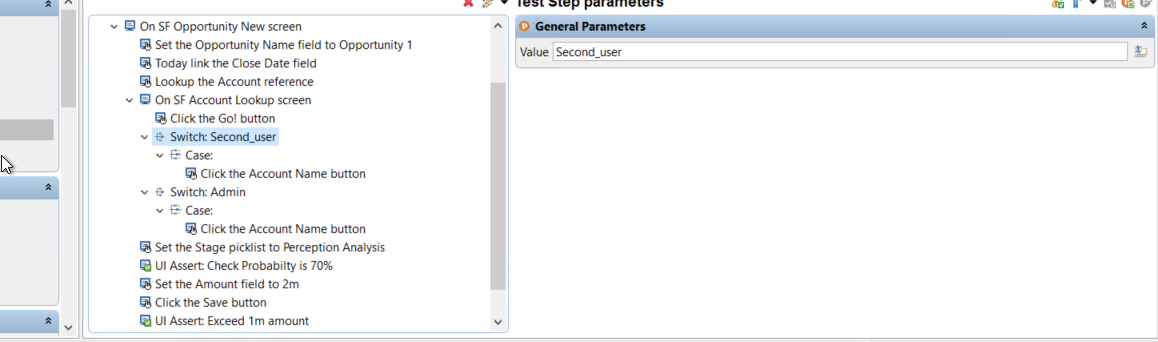 Test Step parameters
On SF Opportunity New screen
Set the Opportunity Name field to Opportunity 1
Today link the Close Date field
Lookup the Account reference
On SF Account Lookup screen
Click the Go! button
Switch: Second_user
Case:
Click the Account Name button
Switch: Admin
Case:
Click the Account Name button
Set the Stage picklist to Perception Analysis
UI Assert: Check Probabilty is 70%
Set the Amount field to 2m
Click the Save button
UI Assert: Exceed 1m amount
General Parameters
Value Second_user